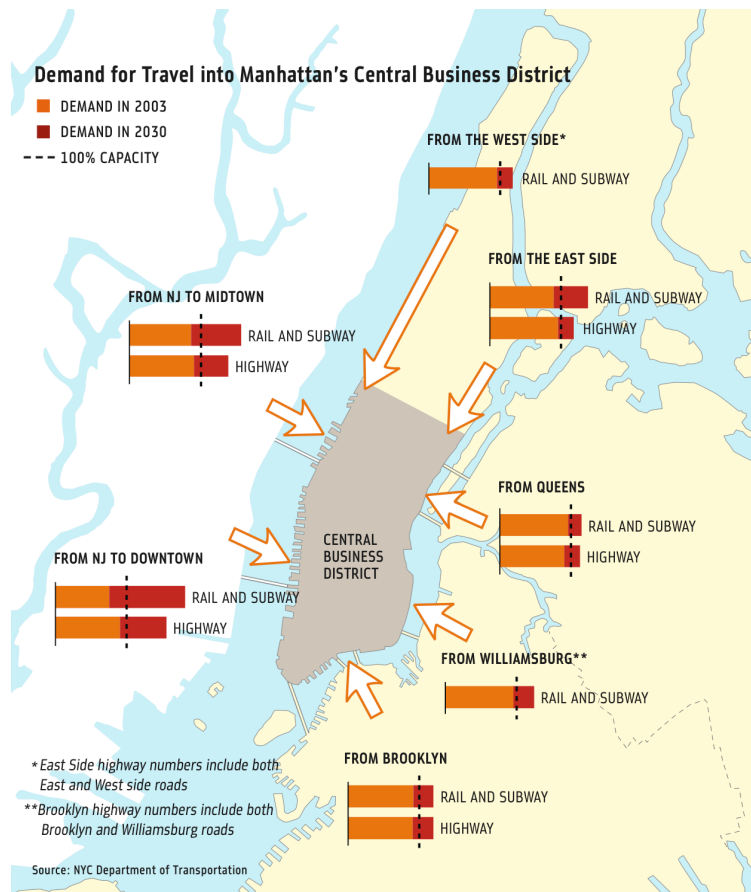 Demand for Travel into Manhattan's Central Business District
DEMAND IN 2003
DEMAND IN 2030
100% CAPACITY
FROM THE WEST SIDE*
RAIL AND SUBWAY
FROM THE EAST SIDE
RAIL AND SUBWAY
HIGHWAY
FROM NJ TO MIDTOWN
RAIL AND SUBWAY
HIGHWAY
FROM QUEENS
RAIL AND SUBWAY
HIGHWAY
CENTRAL
BUSINESS
DISTRICT
FROM NJ TO DOWNTOWN
RAIL AND SUBWAY
HIGHWAY
FROM WILLIAMSBURG**
RAIL AND SUBWAY
FROM BROOKLYN
RAIL AND SUBWAY
HIGHWAY
* East Side highway numbers include both
East and West side roads
**Brooklyn highway numbers include both
Brooklyn and Williamsburg roads
Source: NYC Department of Transportation